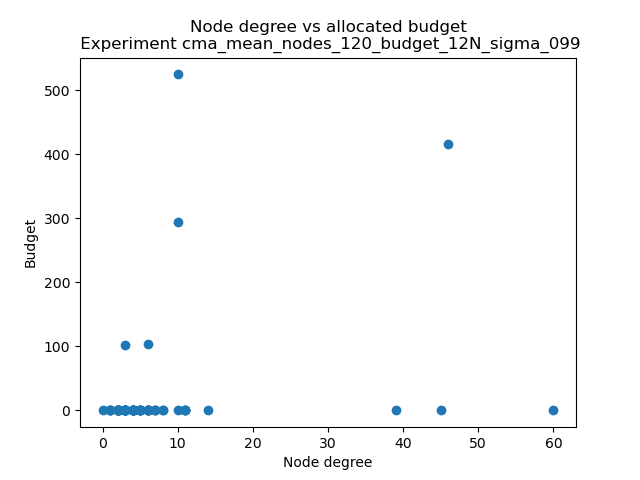 Node degree vs allocated budget
Experiment cma_mean_nodes_120_budget_12N_sigma_099
500
400
300
200
100
0
Budget
0 10 20 30 40 50 60
Node degree